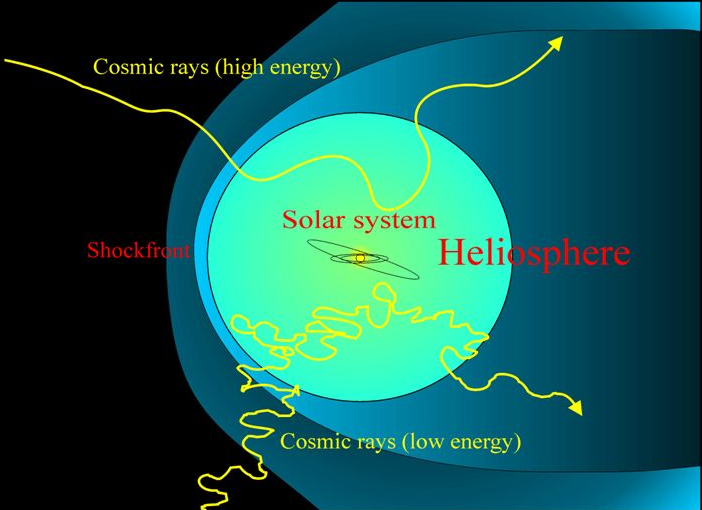 Cosmic rays (high energy)
Solar system
Shockfront
Heliosphere
Cosmic rays (low energy)